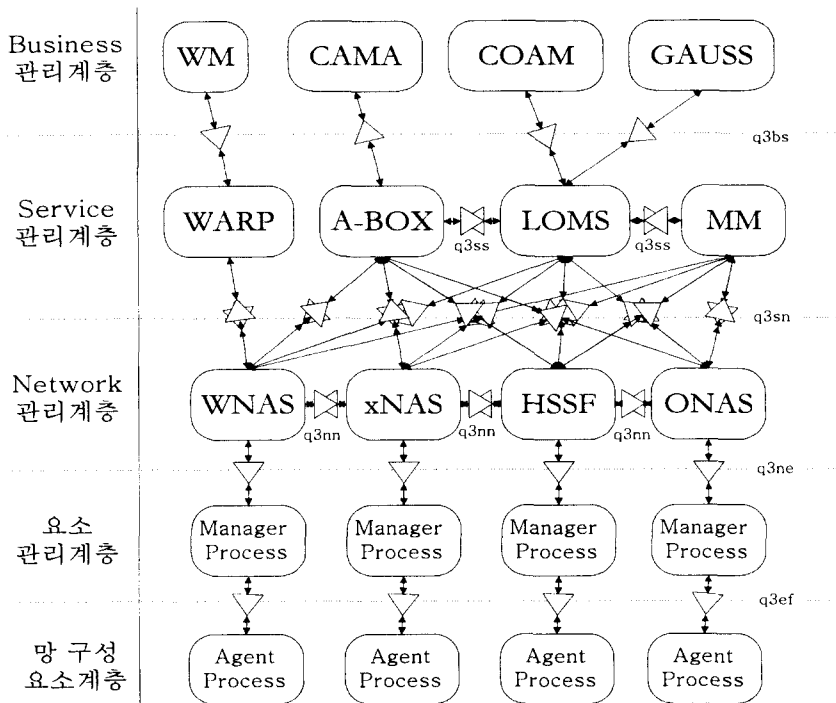 Business
관리계층
WM
CAMA
COAM
GAUSS
q3bs
Service
관리계층
WARP
A-BOX
LOMS
MM
q3ss
q3ss
q3sn
Network
관리계층
WNAS
xNAS
HSSF
ONAS
q3nn
q3nn
q3nn
q3ne
요소
관리계층
Manager
Process
Manager
Process
Manager
Process
Manager
Process
q3ef
망 구성
요소계층
Agent
Process
Agent
Process
Agent
Process
Agent
Process